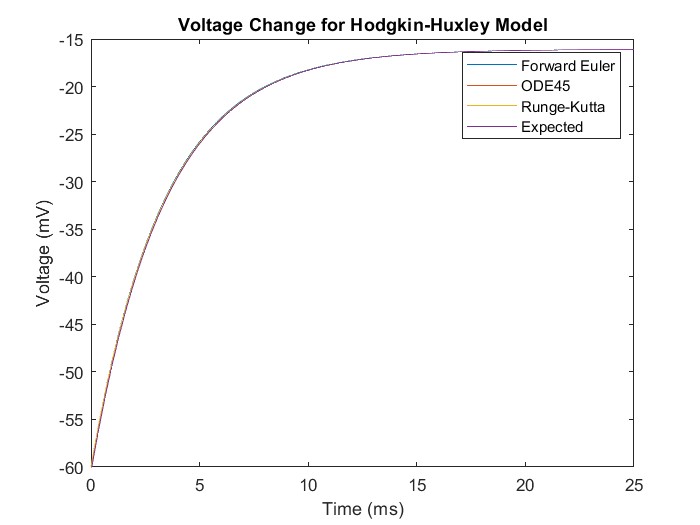 Voltage Change for Hodgkin-Huxley Model
-15
-20
-25
-30
-35
-40
-45
-50
-55
-60
Voltage (mV)
Forward Euler
ODE45
Runge-Kutta
Expected
0 5 10 15 20 25
Time (ms)